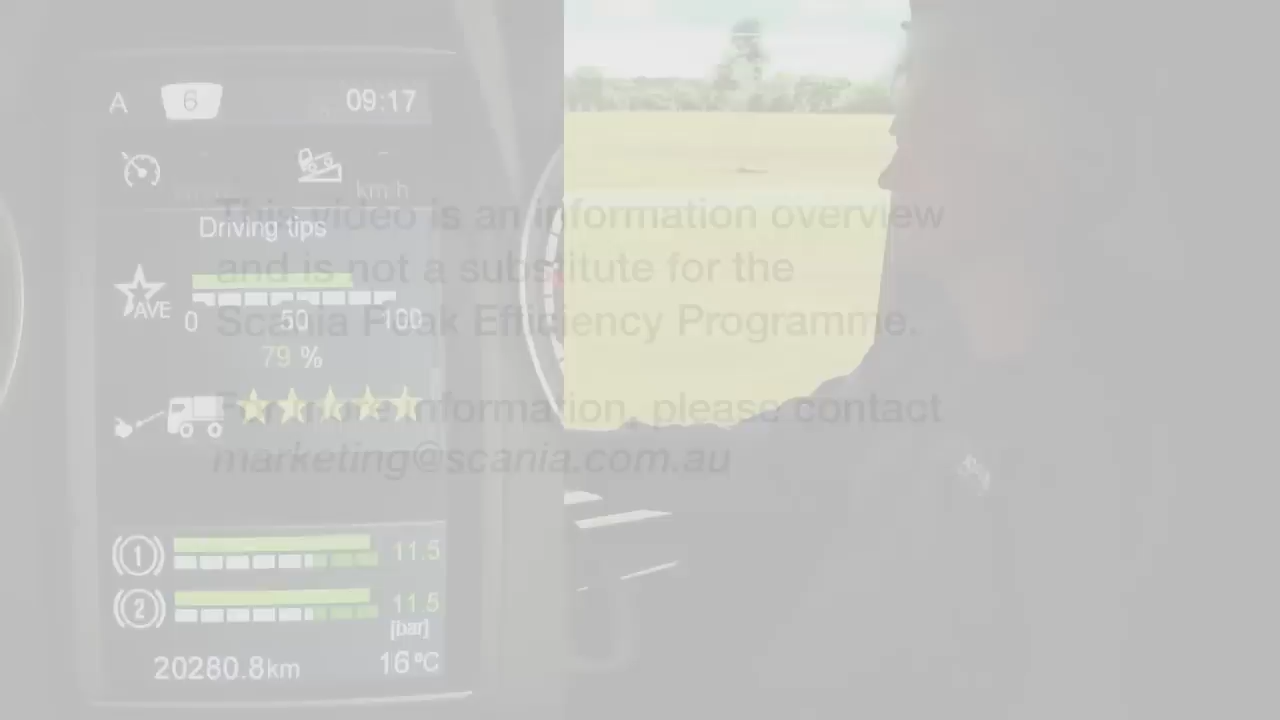 A 6 09:17
km/h
Driving tips
AVE
0 50 100
79 %
1 11.5
2 11.5
[bar]
20280.8km 16°C
This video is an information overview
and is not a substitute for the
Scania Peak Efficiency Programme.
For more information, please contact
marketing@scania.com.au